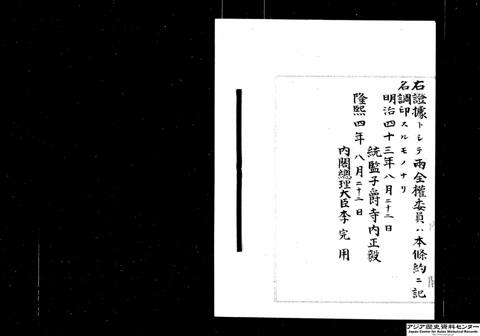 右證據トシテ両全權委員ハ本條約ニ記
名調印スルモノナリ
明治四十三年八月二十二日
統監子爵寺内正毅
隆熙四年八月二十二日
内閣總理大臣李完用
アジア歴史資料センター
Japan Center for Asian Historical Records